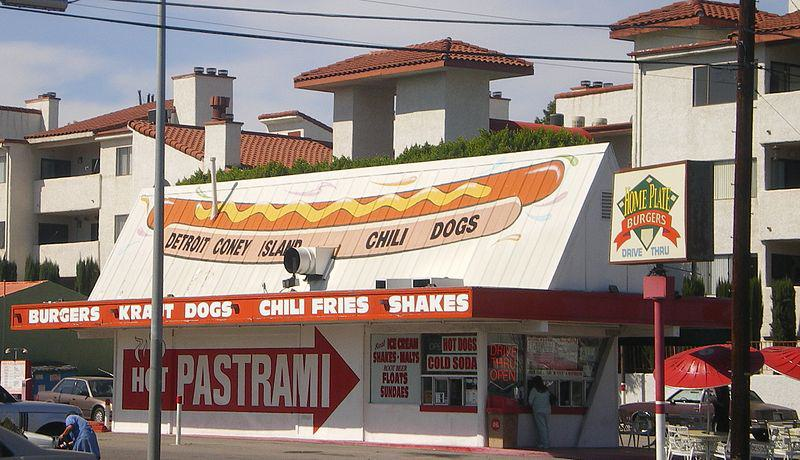 DETROIT CONEY ISLAND CHILI DOGS
HOME PLATE
BURGERS
DRIVE THRU
BURGERS KRAUT DOGS CHILI FRIES SHAKES
HOT PASTRAMI
ICE CREAM
SHAKES-MALTS
ROOT BEER
FLOATS
SUNDAES
HOT DOGS
COLD SODA
DRIVE
THRU
OPEN